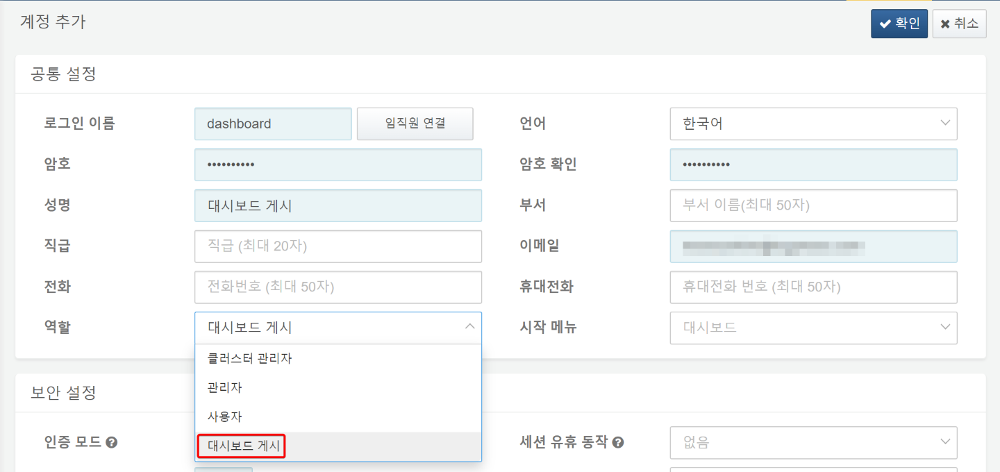 계정 추가
확인
취소
공통 설정
로그인 이름
dashboard
임직원 연결
언어
한국어
암호
••••••••••
암호 확인
••••••••••
성명
대시보드 게시
부서
부서 이름(최대 50자)
직급
직급 (최대 20자)
이메일
전화
전화번호 (최대 50자)
휴대전화
휴대전화 번호 (최대 50자)
역할
대시보드 게시
시작 메뉴
대시보드
클러스터 관리자
관리자
사용자
대시보드 게시
보안 설정
인증 모드
세션 유휴 동작
없음